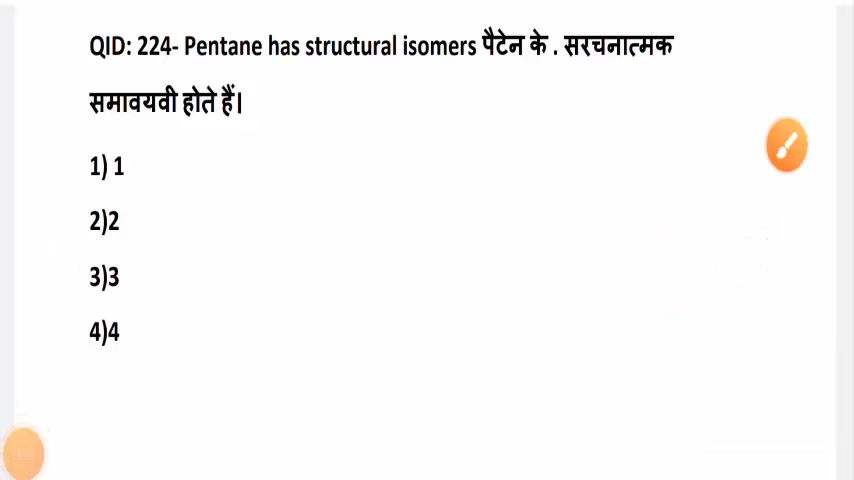 QID: 224- Pentane has structural isomers पैटेन के . सरचनात्मक
समावयवी होते हैं।
1) 1
2)2
3)3
4)4